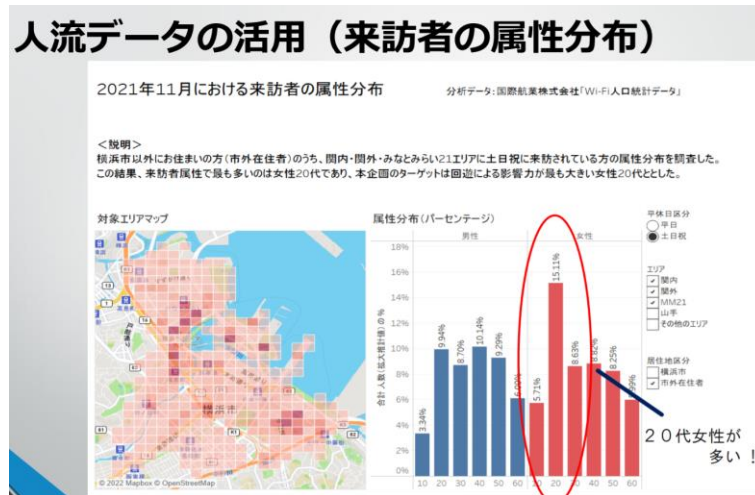 人流データの活用（来訪者の属性分布）
2021年11月における来訪者の属性分布
分析データ:国際航業株式会社「Wi-Fi人口統計データ」
＜説明＞
横浜市以外にお住まいの方(市外在住者)のうち、関内・関外・みなとみらい21エリアに土日祝に来訪されている方の属性分布を調査した。
この結果、来訪者属性で最も多いのは女性20代であり、本企画のターゲットは回遊による影響力が最も大きい女性20代ととした。
対象エリアマップ
© 2022 Mapbox © OpenStreetMap
属性分布(パーセンテージ)
男性
女性
合計 人数(拡大推計値) の %
18%
16%
14%
12%
10%
8%
6%
4%
2%
0%
3.34%
9.94%
8.70%
10.14%
9.29%
5.71%
15.11%
8.63%
8.82%
8.25%
10 20 30 40 50 60 10 20 30 40 50 60
平休日区分
平日
土日祝
エリア
関内
関外
MM21
山手
その他のエリア
居住地区分
横浜市
市外在住者
２０代女性が
多い！